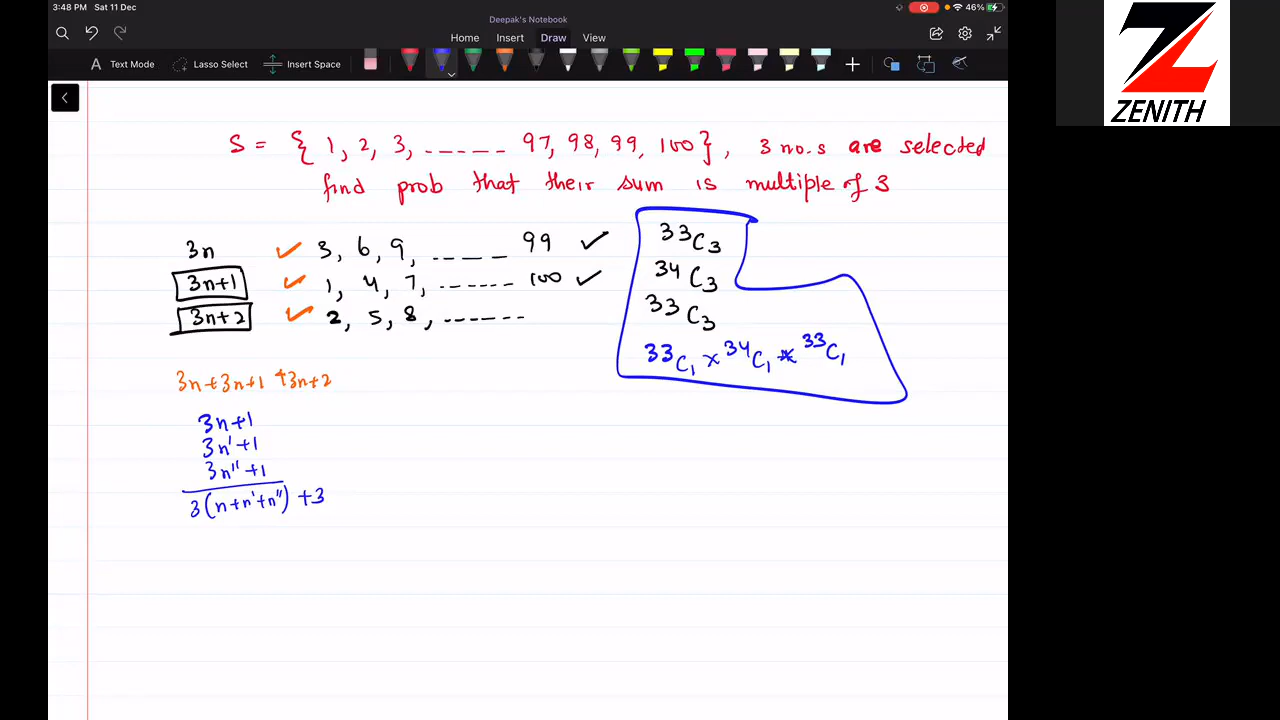 3:48 PM Sat 11 Dec
46%
Deepak's Notebook
Home Insert Draw View
Text Mode Lasso Select Insert Space
ZENITH
S = { 1, 2, 3, ------ 97, 98, 99, 100 } , 3 no.s are selected
find prob that their sum is multiple of 3
3n ✓ 3, 6, 9, ------ 99 ✓
3n+1 ✓ 1, 4, 7, ------ 100 ✓
3n+2 ✓ 2, 5, 8, ------
³³C₃
³⁴C₃
³³C₃
³³C₁ × ³⁴C₁ * ³³C₁
3n+3n+1 +3n+2
3n+1
3n'+1
3n''+1
3(n+n'+n'') +3